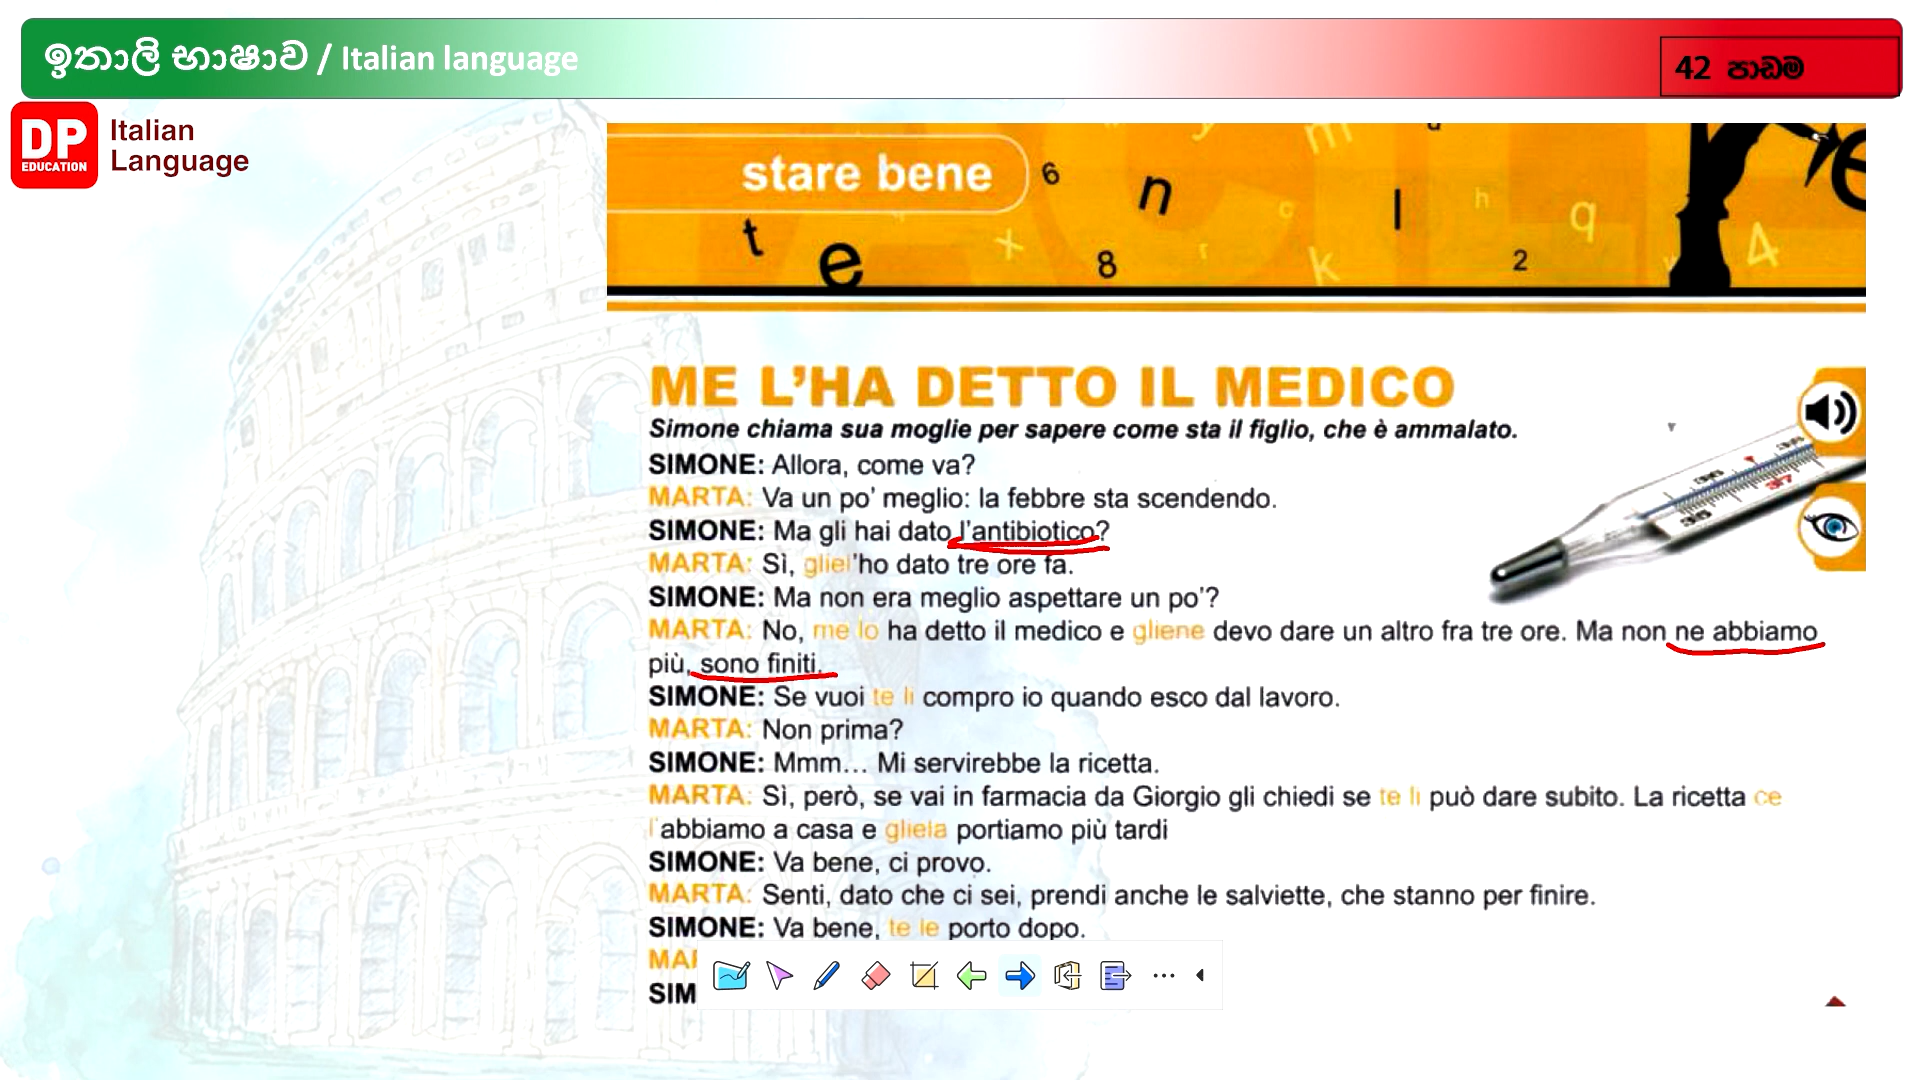 ඉතාලි භාෂාව / Italian language
42 පාඩම
DP
EDUCATION
Italian
Language
stare bene
ME L'HA DETTO IL MEDICO
Simone chiama sua moglie per sapere come sta il figlio, che è ammalato.
SIMONE: Allora, come va?
MARTA: Va un po' meglio: la febbre sta scendendo.
SIMONE: Ma gli hai dato l'antibiotico?
MARTA: Sì, gliel'ho dato tre ore fa.
SIMONE: Ma non era meglio aspettare un po'?
MARTA: No, me lo ha detto il medico e gliene devo dare un altro fra tre ore. Ma non ne abbiamo
più, sono finiti.
SIMONE: Se vuoi te li compro io quando esco dal lavoro.
MARTA: Non prima?
SIMONE: Mmm… Mi servirebbe la ricetta.
MARTA: Sì, però, se vai in farmacia da Giorgio gli chiedi se te li può dare subito. La ricetta ce
l'abbiamo a casa e gliela portiamo più tardi
SIMONE: Va bene, ci provo.
MARTA: Senti, dato che ci sei, prendi anche le salviette, che stanno per finire.
SIMONE: Va bene, te le porto dopo.
MAR
SIM